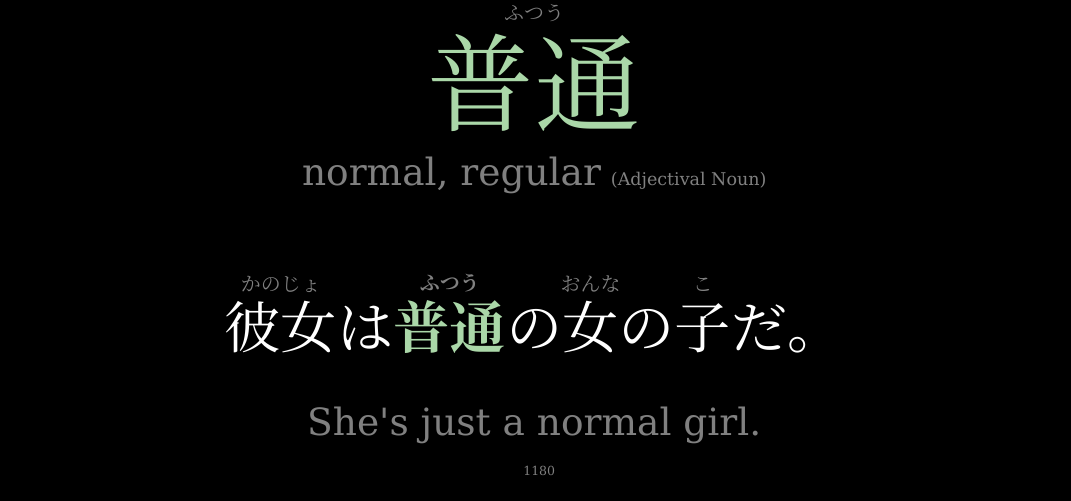 ふつう
普通
normal, regular (Adjectival Noun)
かのじょ ふつう おんな こ
彼女は普通の女の子だ。
She's just a normal girl.
1180